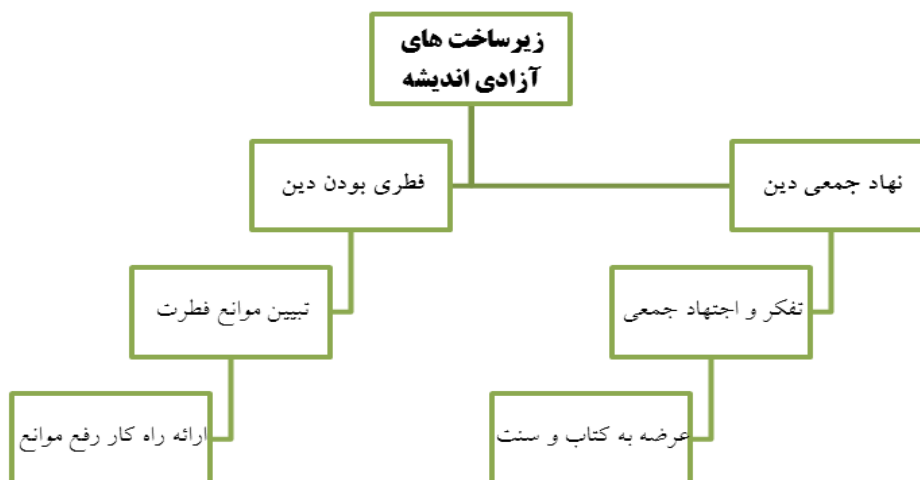 زیرساخت های
آزادی اندیشه
نهاد جمعی دین
فطری بودن دین
تفکر و اجتهاد جمعی
تبیین موانع فطرت
عرضه به کتاب و سنت
ارائه راه کار رفع موانع